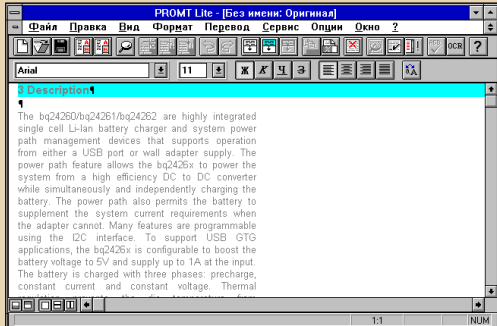 PROMT Lite - [Без имени: Оригинал]
Файл Правка Вид Формат Перевод Сервис Опции Окно ?
OCR ?
Arial 11 Ж К Ч З
3 Description¶
¶
The bq24260/bq24261/bq24262 are highly integrated
single cell Li-Ian battery charger and system power
path management devices that supports operation
from either a USB port or wall adapter supply. The
power path feature allows the bq2426x to power the
system from a high efficiency DC to DC converter
while simultaneously and independently charging the
battery. The power path also permits the battery to
supplement the system current requirements when
the adapter cannot. Many features are programmable
using the I2C interface. To support USB GTG
applications, the bq2426x is configurable to boost the
battery voltage to 5V and supply up to 1A at the input.
The battery is charged with three phases: precharge,
constant current and constant voltage. Thermal
1:1 NUM